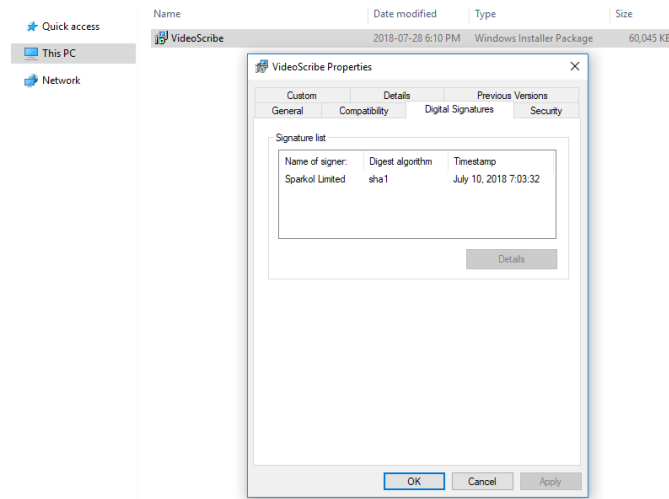 Name Date modified Type Size
Quick access
VideoScribe 2018-07-28 6:10 PM Windows Installer Package 60,045 KB
This PC
VideoScribe Properties
Network
Custom Details Previous Versions
General Compatibility Digital Signatures Security
Signature list
Name of signer: Digest algorithm Timestamp
Sparkol Limited sha1 July 10, 2018 7:03:32
Details
OK Cancel Apply